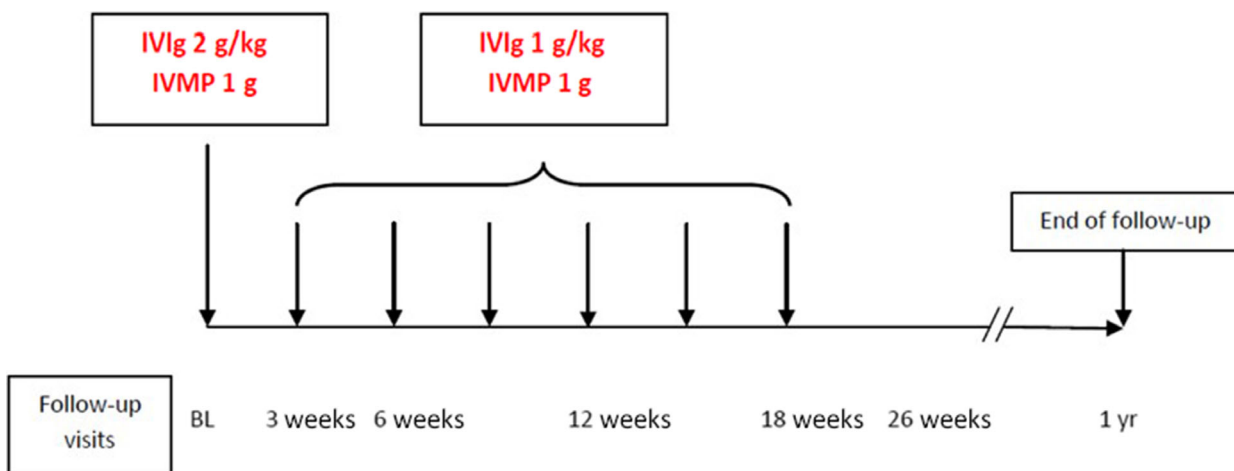 IVIg 2 g/kg
IVMP 1 g
IVIg 1 g/kg
IVMP 1 g
End of follow-up
Follow-up
visits
BL 3 weeks 6 weeks 12 weeks 18 weeks 26 weeks 1 yr